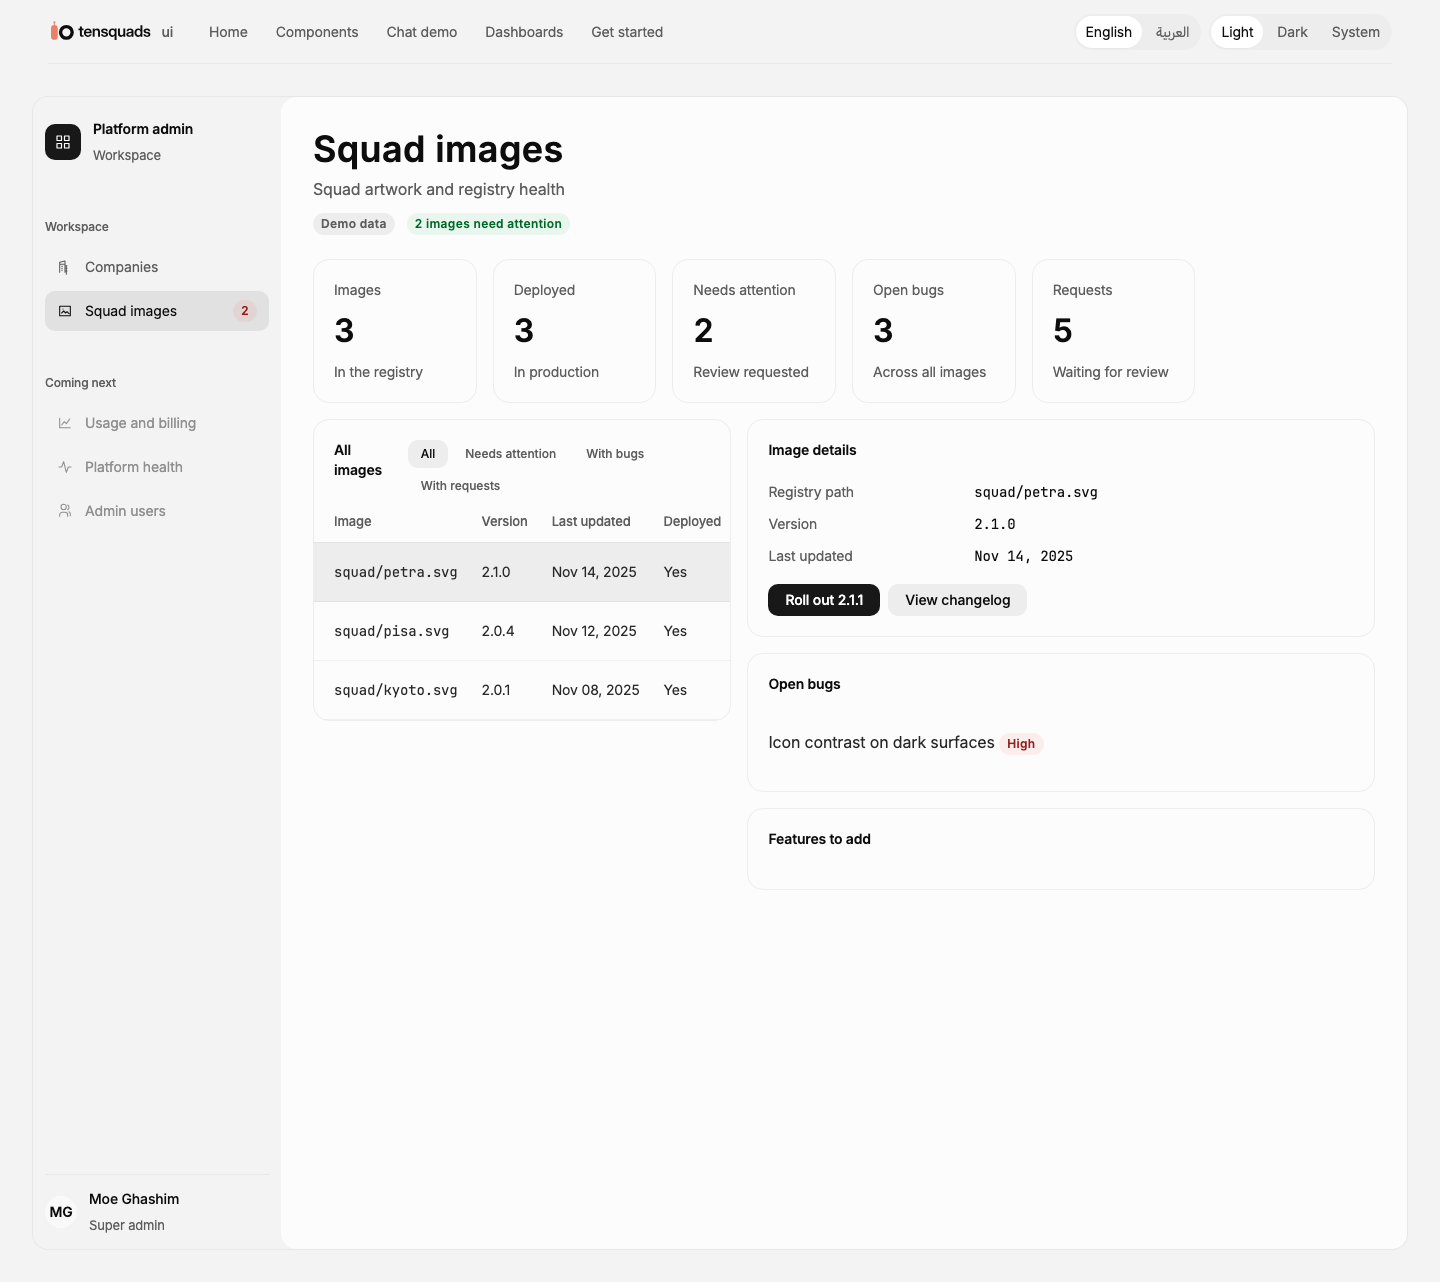 tensquads ui Home Components Chat demo Dashboards Get started English العربية Light Dark System
Platform admin
Workspace
Workspace
Companies
Squad images 2
Coming next
Usage and billing
Platform health
Admin users
MG
Moe Ghashim
Super admin
Squad images
Squad artwork and registry health
Demo data 2 images need attention
Images
3
In the registry
Deployed
3
In production
Needs attention
2
Review requested
Open bugs
3
Across all images
Requests
5
Waiting for review
All
images
All Needs attention With bugs
With requests
Image Version Last updated Deployed
squad/petra.svg 2.1.0 Nov 14, 2025 Yes
squad/pisa.svg 2.0.4 Nov 12, 2025 Yes
squad/kyoto.svg 2.0.1 Nov 08, 2025 Yes
Image details
Registry path squad/petra.svg
Version 2.1.0
Last updated Nov 14, 2025
Roll out 2.1.1 View changelog
Open bugs
Icon contrast on dark surfaces High
Features to add